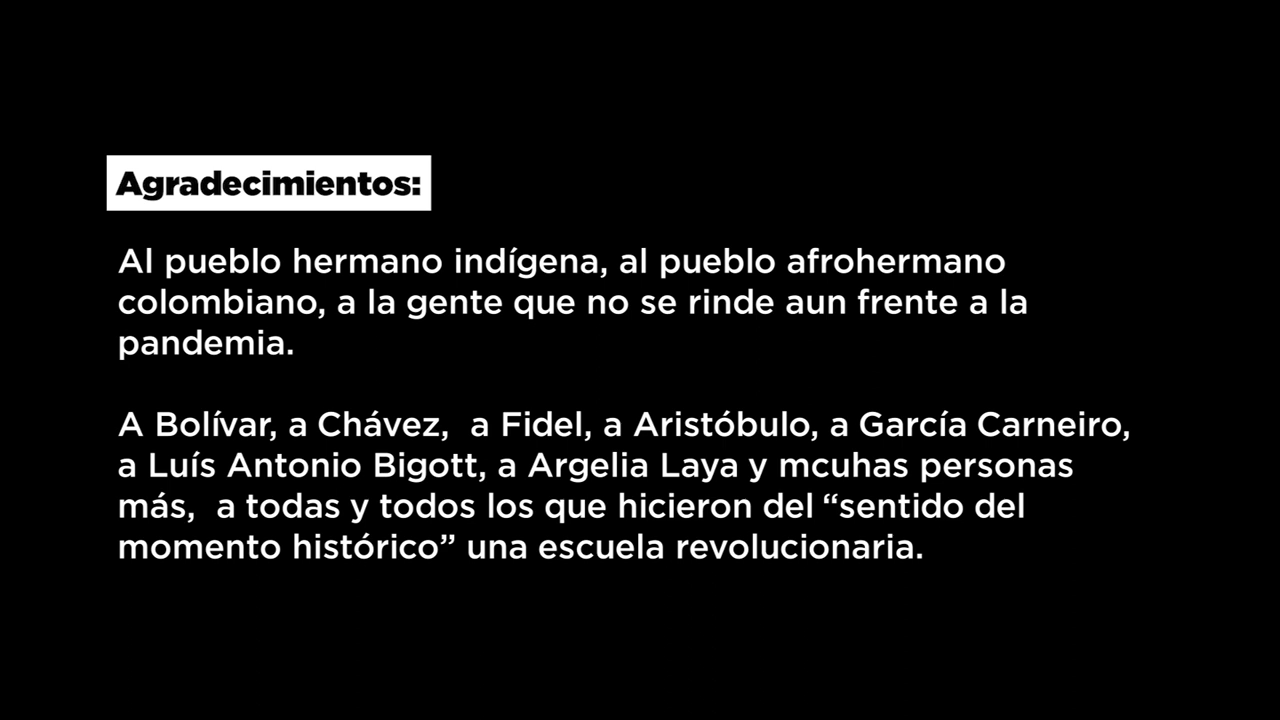 Agradecimientos:
Al pueblo hermano indígena, al pueblo afrohermano
colombiano, a la gente que no se rinde aun frente a la
pandemia.
A Bolívar, a Chávez,  a Fidel, a Aristóbulo, a García Carneiro,
a Luís Antonio Bigott, a Argelia Laya y mcuhas personas
más,  a todas y todos los que hicieron del “sentido del
momento histórico” una escuela revolucionaria.